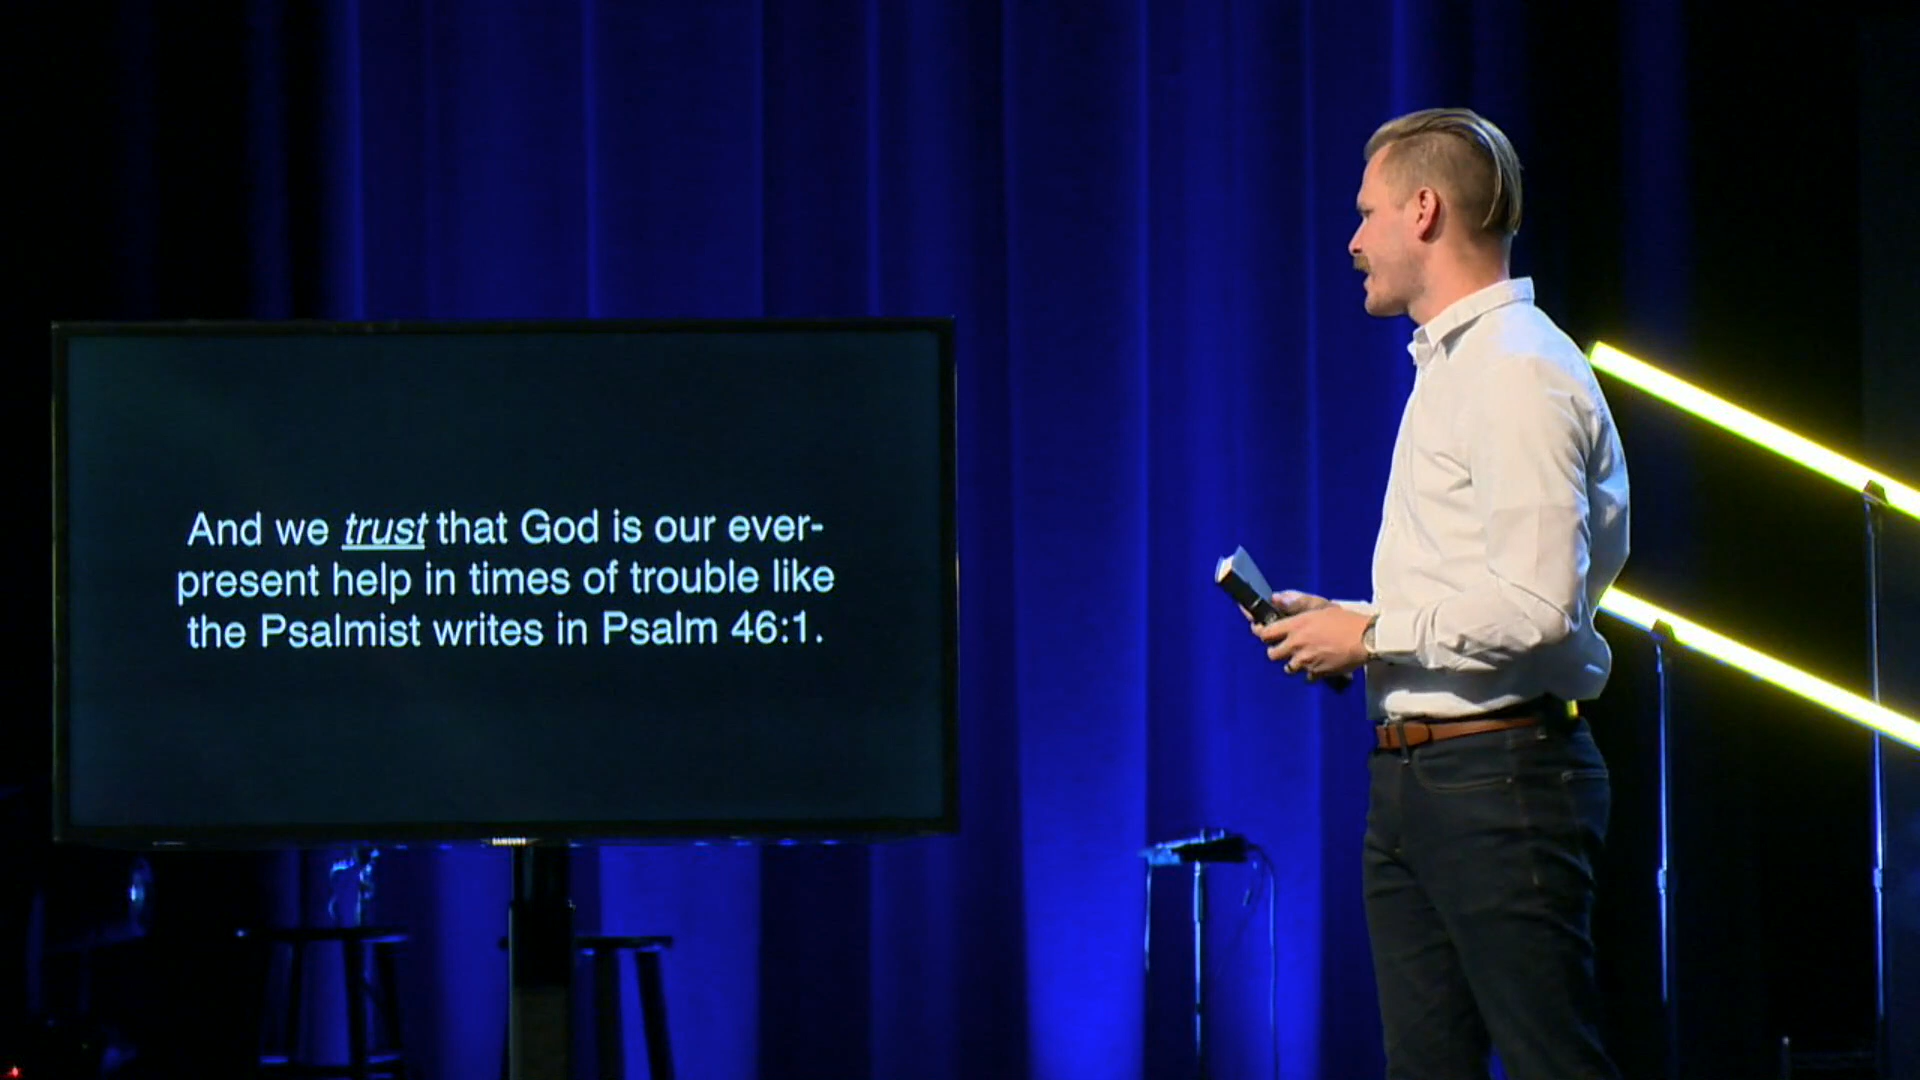 And we trust that God is our ever-
present help in times of trouble like
the Psalmist writes in Psalm 46:1.
SAMSUNG